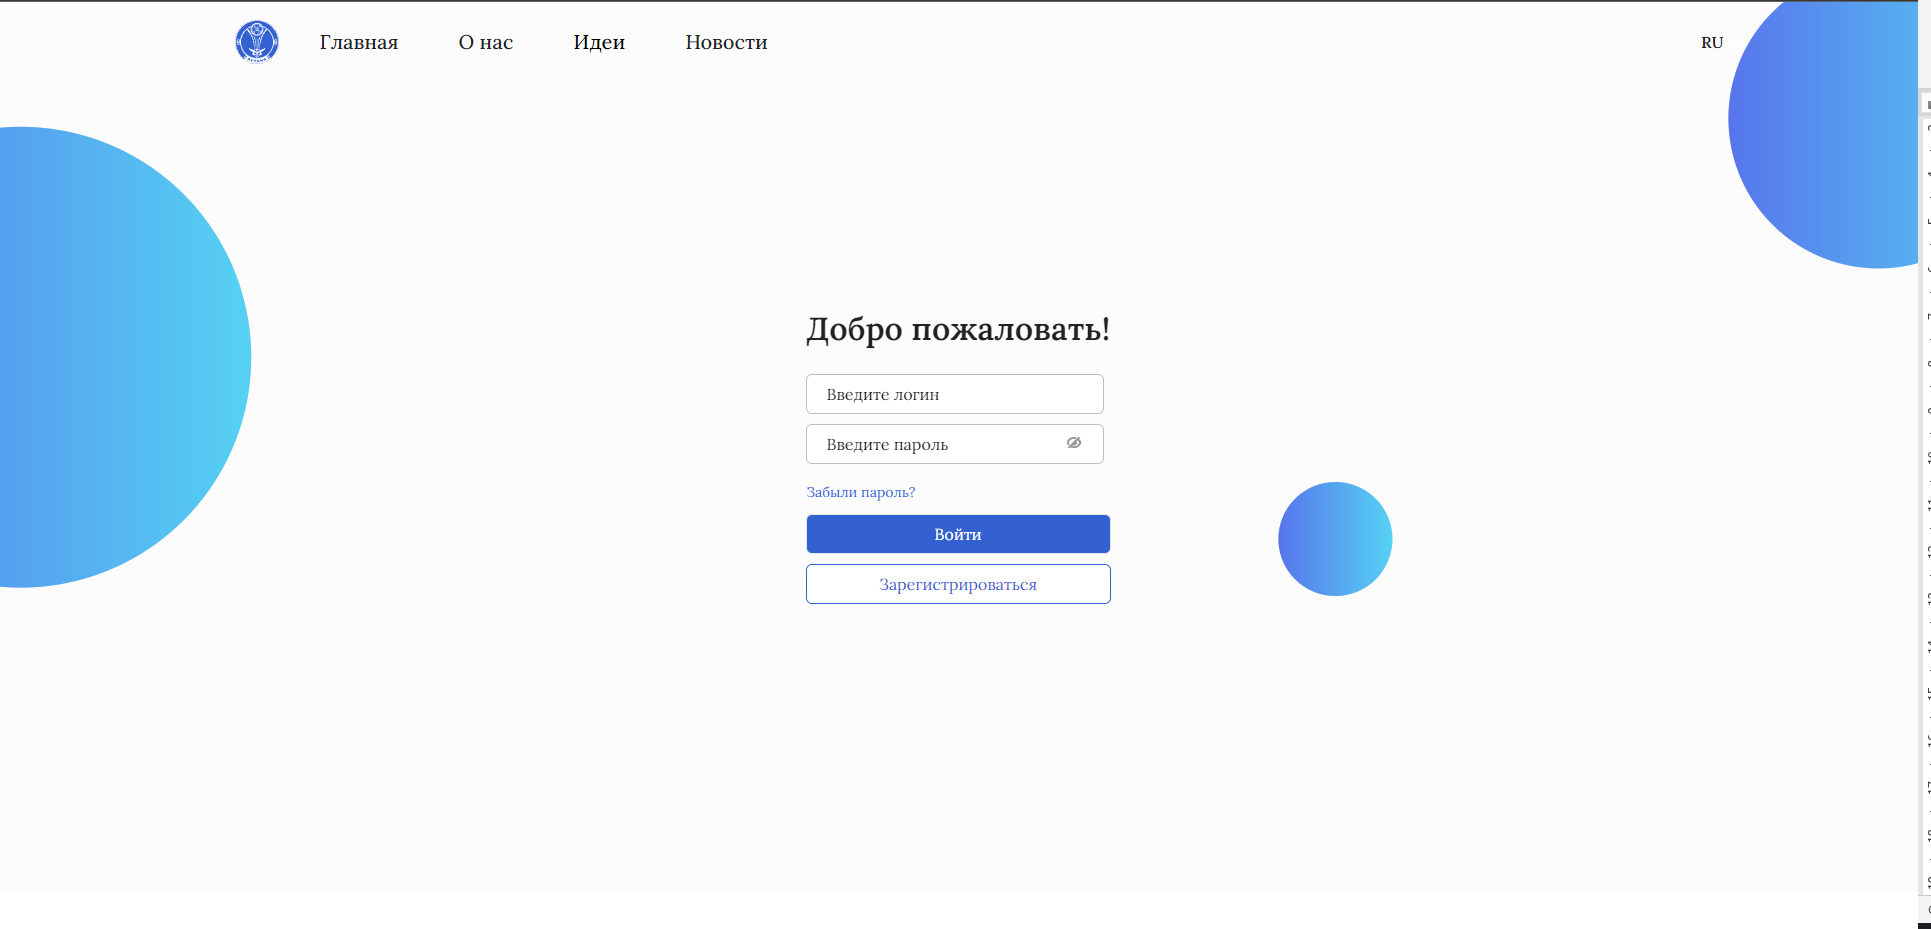 Главная О нас Идеи Новости RU
Добро пожаловать!
Введите логин
Введите пароль
Забыли пароль?
Войти
Зарегистрироваться